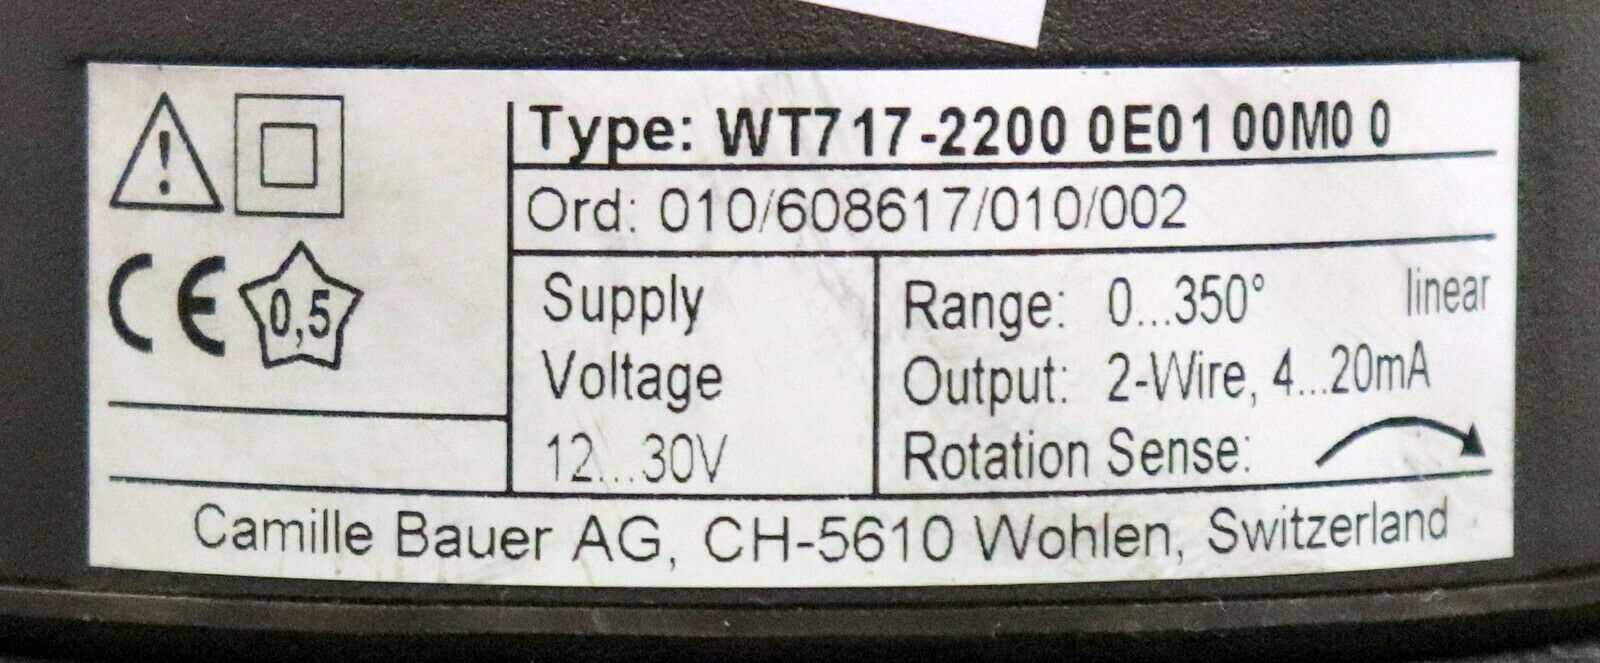 !
CE 0,5
Type: WT717-2200 0E01 00M0 0
Ord: 010/608617/010/002
Supply
Voltage
12...30V
Range: 0...350° linear
Output: 2-Wire, 4...20mA
Rotation Sense:
Camille Bauer AG, CH-5610 Wohlen, Switzerland